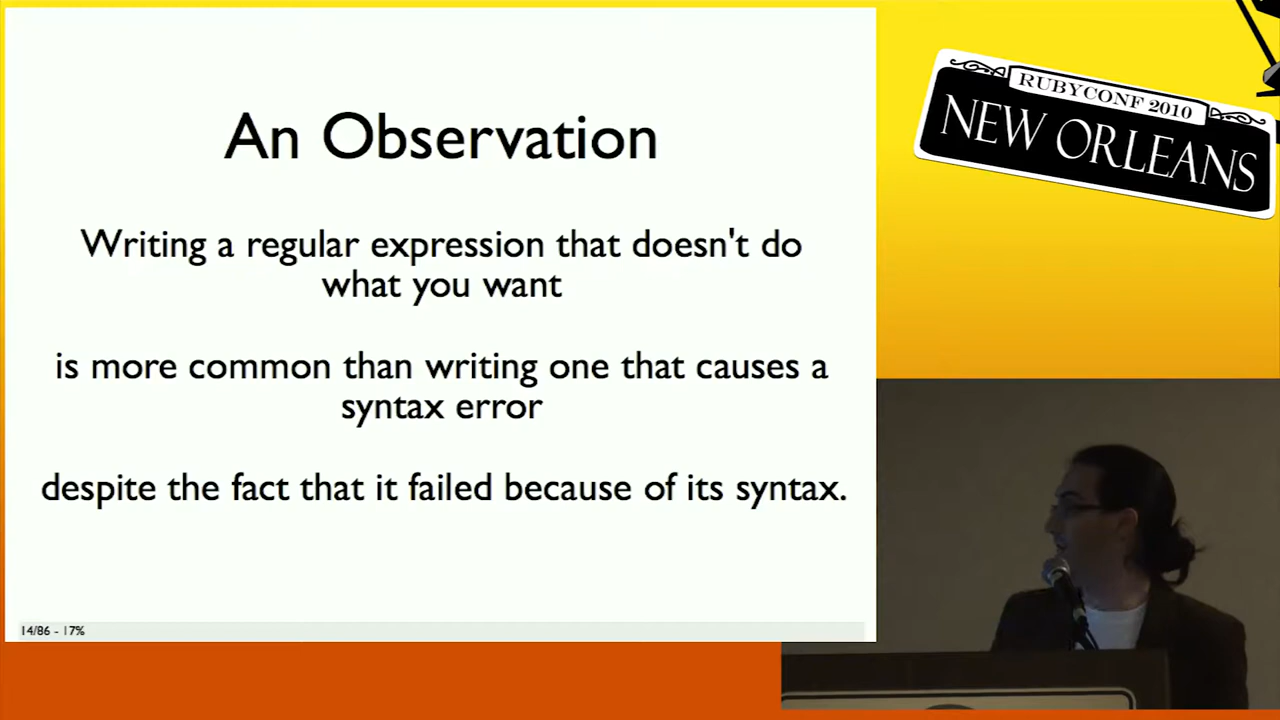 An Observation
Writing a regular expression that doesn't do
what you want
is more common than writing one that causes a
syntax error
despite the fact that it failed because of its syntax.
14/86 - 17%
RUBYCONF 2010
NEW ORLEANS